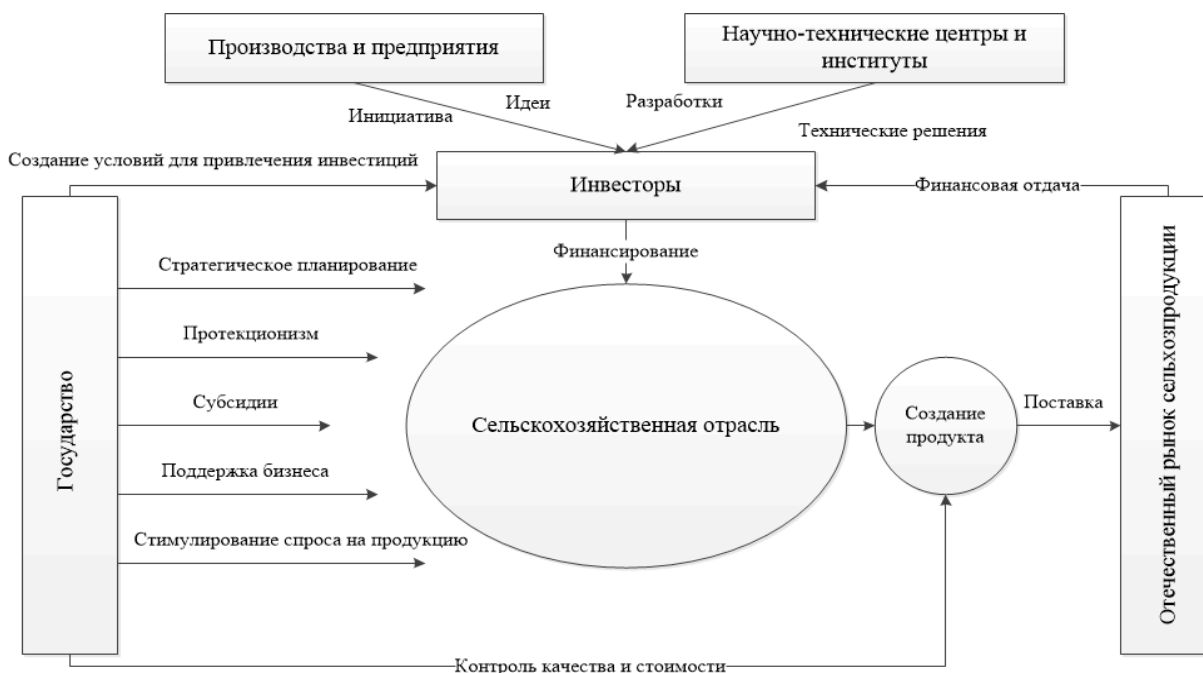 Производства и предприятия
Научно-технические центры и
институты
Идеи
Инициатива
Разработки
Технические решения
Создание условий для привлечения инвестиций
Инвесторы
Финансовая отдача
Финансирование
Государство
Стратегическое планирование
Протекционизм
Субсидии
Поддержка бизнеса
Стимулирование спроса на продукцию
Сельскохозяйственная отрасль
Создание
продукта
Поставка
Отечественный рынок сельхозпродукции
Контроль качества и стоимости